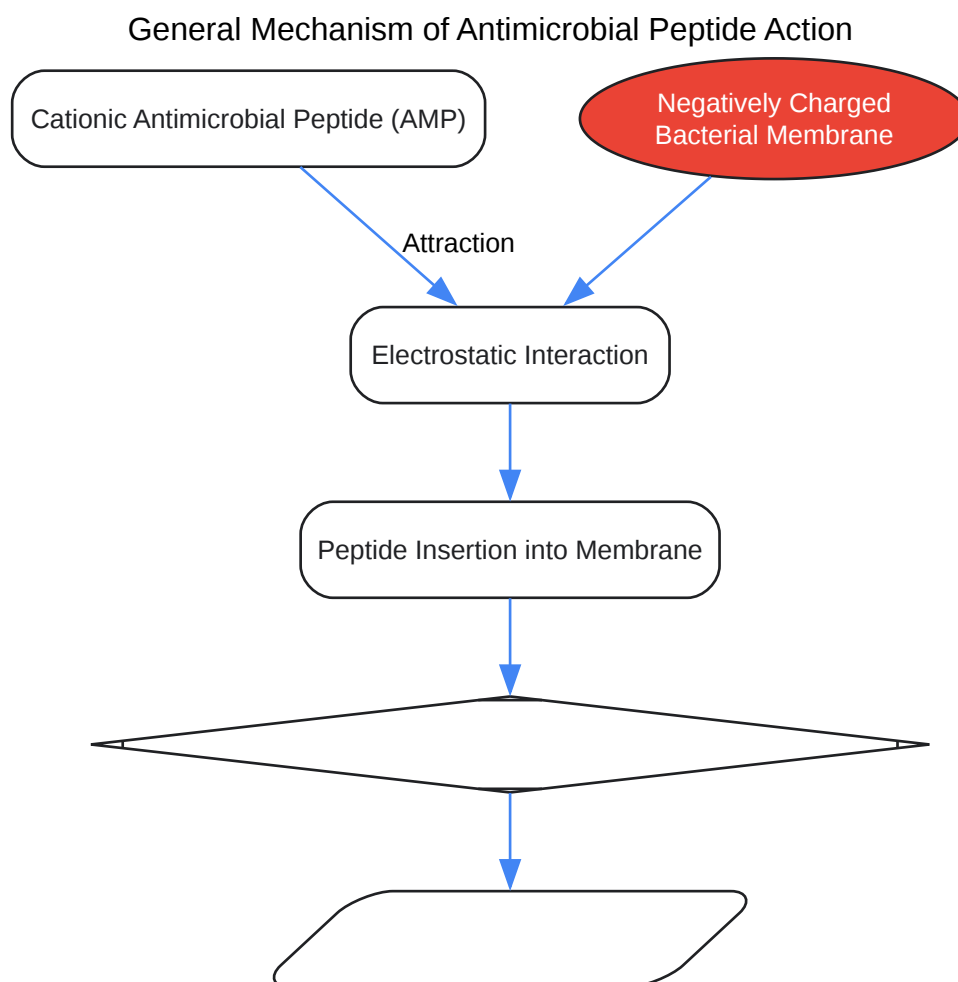 General Mechanism of Antimicrobial Peptide Action
Cationic Antimicrobial Peptide (AMP)
Negatively Charged
Bacterial Membrane
Attraction
Electrostatic Interaction
Peptide Insertion into Membrane